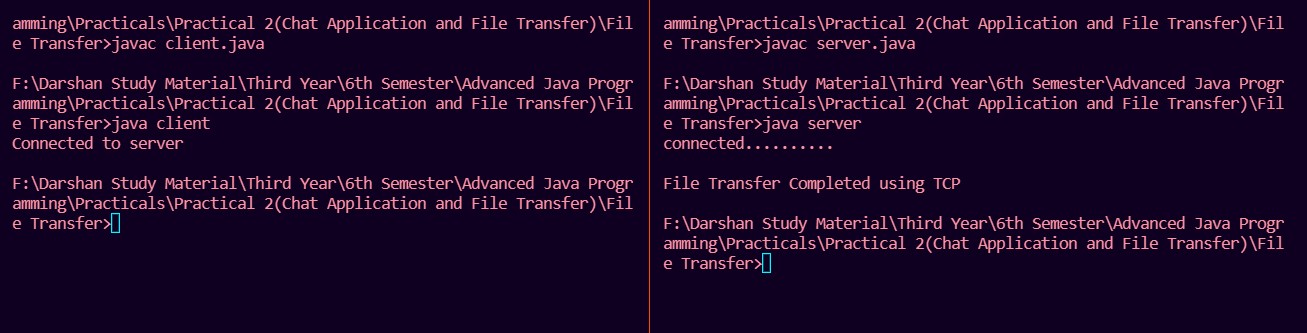 amming\Practicals\Practical 2(Chat Application and File Transfer)\Fil
e Transfer>javac client.java
F:\Darshan Study Material\Third Year\6th Semester\Advanced Java Progr
amming\Practicals\Practical 2(Chat Application and File Transfer)\Fil
e Transfer>java client
Connected to server
F:\Darshan Study Material\Third Year\6th Semester\Advanced Java Progr
amming\Practicals\Practical 2(Chat Application and File Transfer)\Fil
e Transfer>
amming\Practicals\Practical 2(Chat Application and File Transfer)\Fil
e Transfer>javac server.java
F:\Darshan Study Material\Third Year\6th Semester\Advanced Java Progr
amming\Practicals\Practical 2(Chat Application and File Transfer)\Fil
e Transfer>java server
connected..........
File Transfer Completed using TCP
F:\Darshan Study Material\Third Year\6th Semester\Advanced Java Progr
amming\Practicals\Practical 2(Chat Application and File Transfer)\Fil
e Transfer>